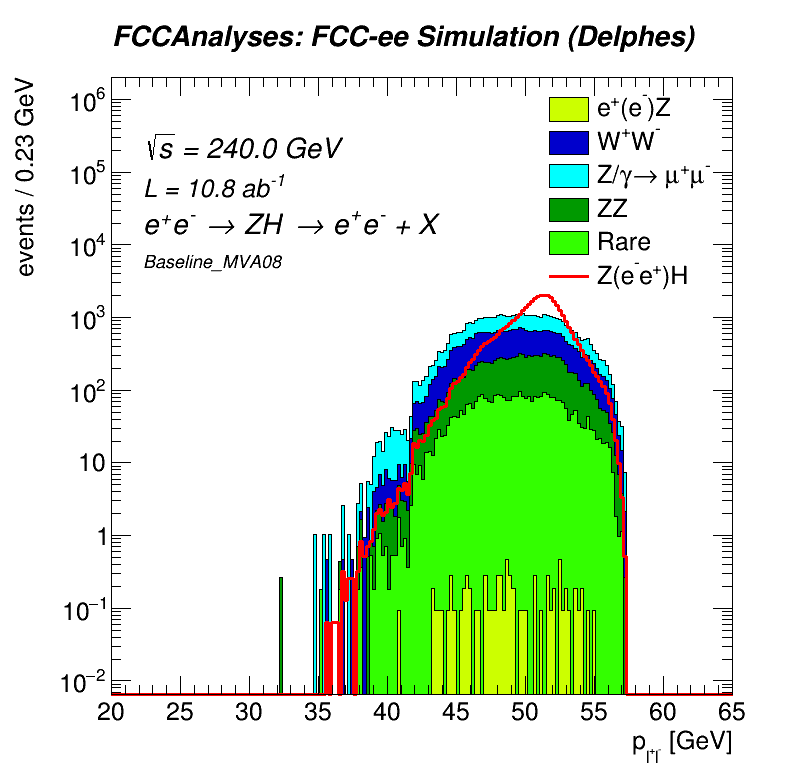 FCCAnalyses: FCC-ee Simulation (Delphes)
events / 0.23 GeV
10⁶
10⁵
10⁴
10³
10²
10
1
10⁻¹
10⁻²
√s = 240.0 GeV
L = 10.8 ab⁻¹
e⁺e⁻ → ZH → e⁺e⁻ + X
Baseline_MVA08
e⁺(e⁻)Z
W⁺W⁻
Z/γ→ μ⁺μ⁻
ZZ
Rare
Z(e⁻e⁺)H
20 25 30 35 40 45 50 55 60 65
p_l⁺l⁻ [GeV]